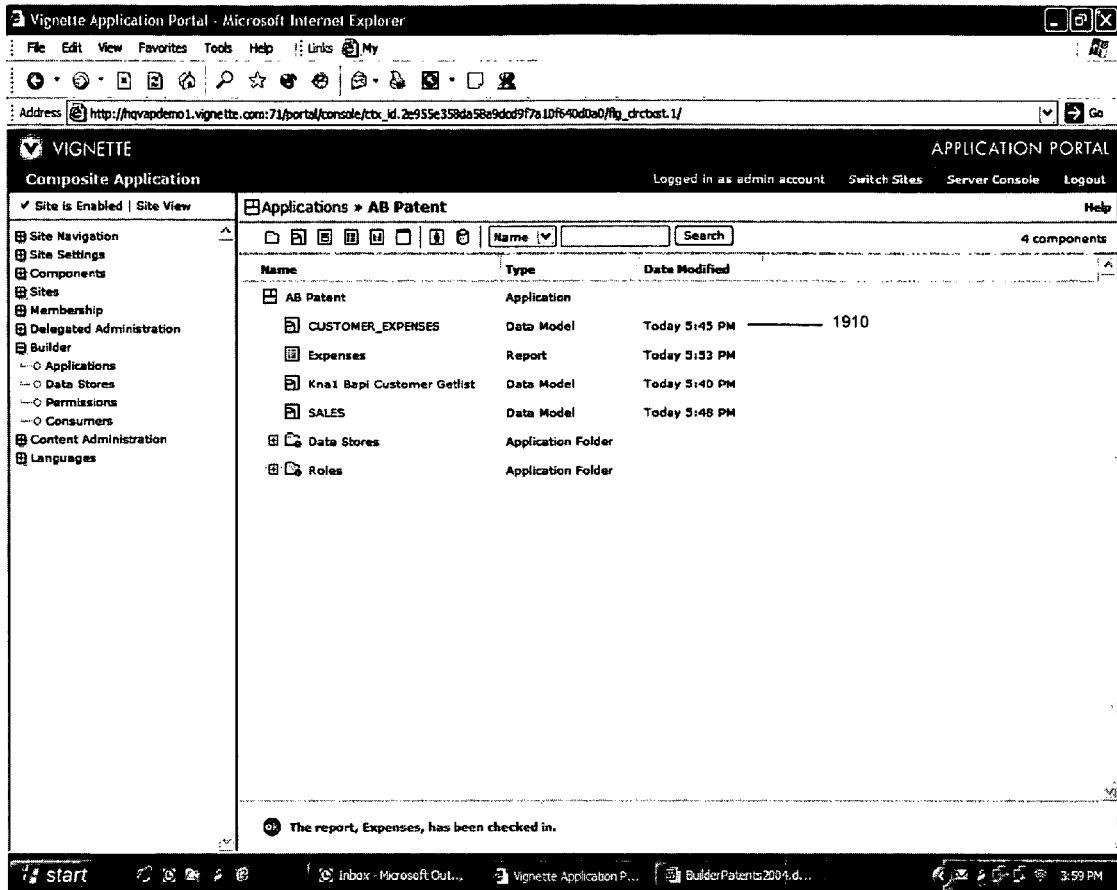 Vignette Application Portal - Microsoft Internet Explorer
File Edit View Favorites Tools Help Links My
Address http://hqvapdemo1.vignette.com:71/portal/console/ctx_id.2e955e358da58a9dcd9f7a10f640d0a0/flg_drctxst.1/ Go
VIGNETTE APPLICATION PORTAL
Composite Application Logged in as admin account Switch Sites Server Console Logout
Site is Enabled | Site View Applications » AB Patent Help
Name Search 4 components
Site Navigation
Site Settings
Components
Sites
Membership
Delegated Administration
Builder
Applications
Data Stores
Permissions
Consumers
Content Administration
Languages
Name Type Date Modified
AB Patent Application
CUSTOMER_EXPENSES Data Model Today 5:45 PM 1910
Expenses Report Today 5:53 PM
Kna1 Bapi Customer Getlist Data Model Today 5:40 PM
SALES Data Model Today 5:48 PM
Data Stores Application Folder
Roles Application Folder
ok The report, Expenses, has been checked in.
start Inbox - Microsoft Out... Vignette Application P... BuilderPatents2004.d... 3:59 PM